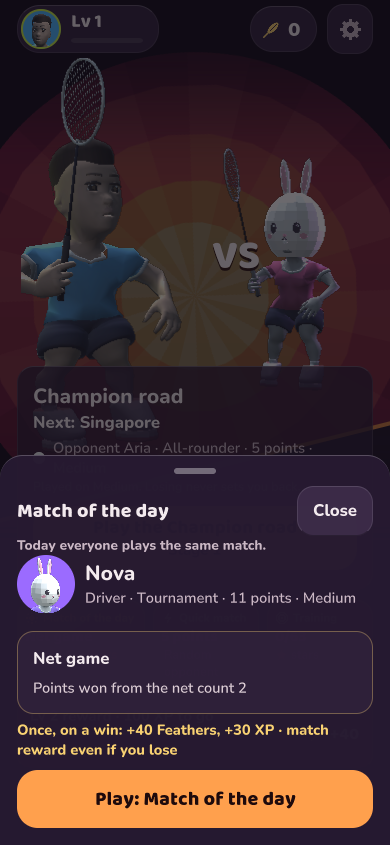 Lv 1
0
VS
Champion road
Next: Singapore
Opponent Aria · All-rounder · 5 points ·
Match of the day
Close
Today everyone plays the same match.
Nova
Driver · Tournament · 11 points · Medium
Net game
Points won from the net count 2
Once, on a win: +40 Feathers, +30 XP · match
reward even if you lose
Play: Match of the day